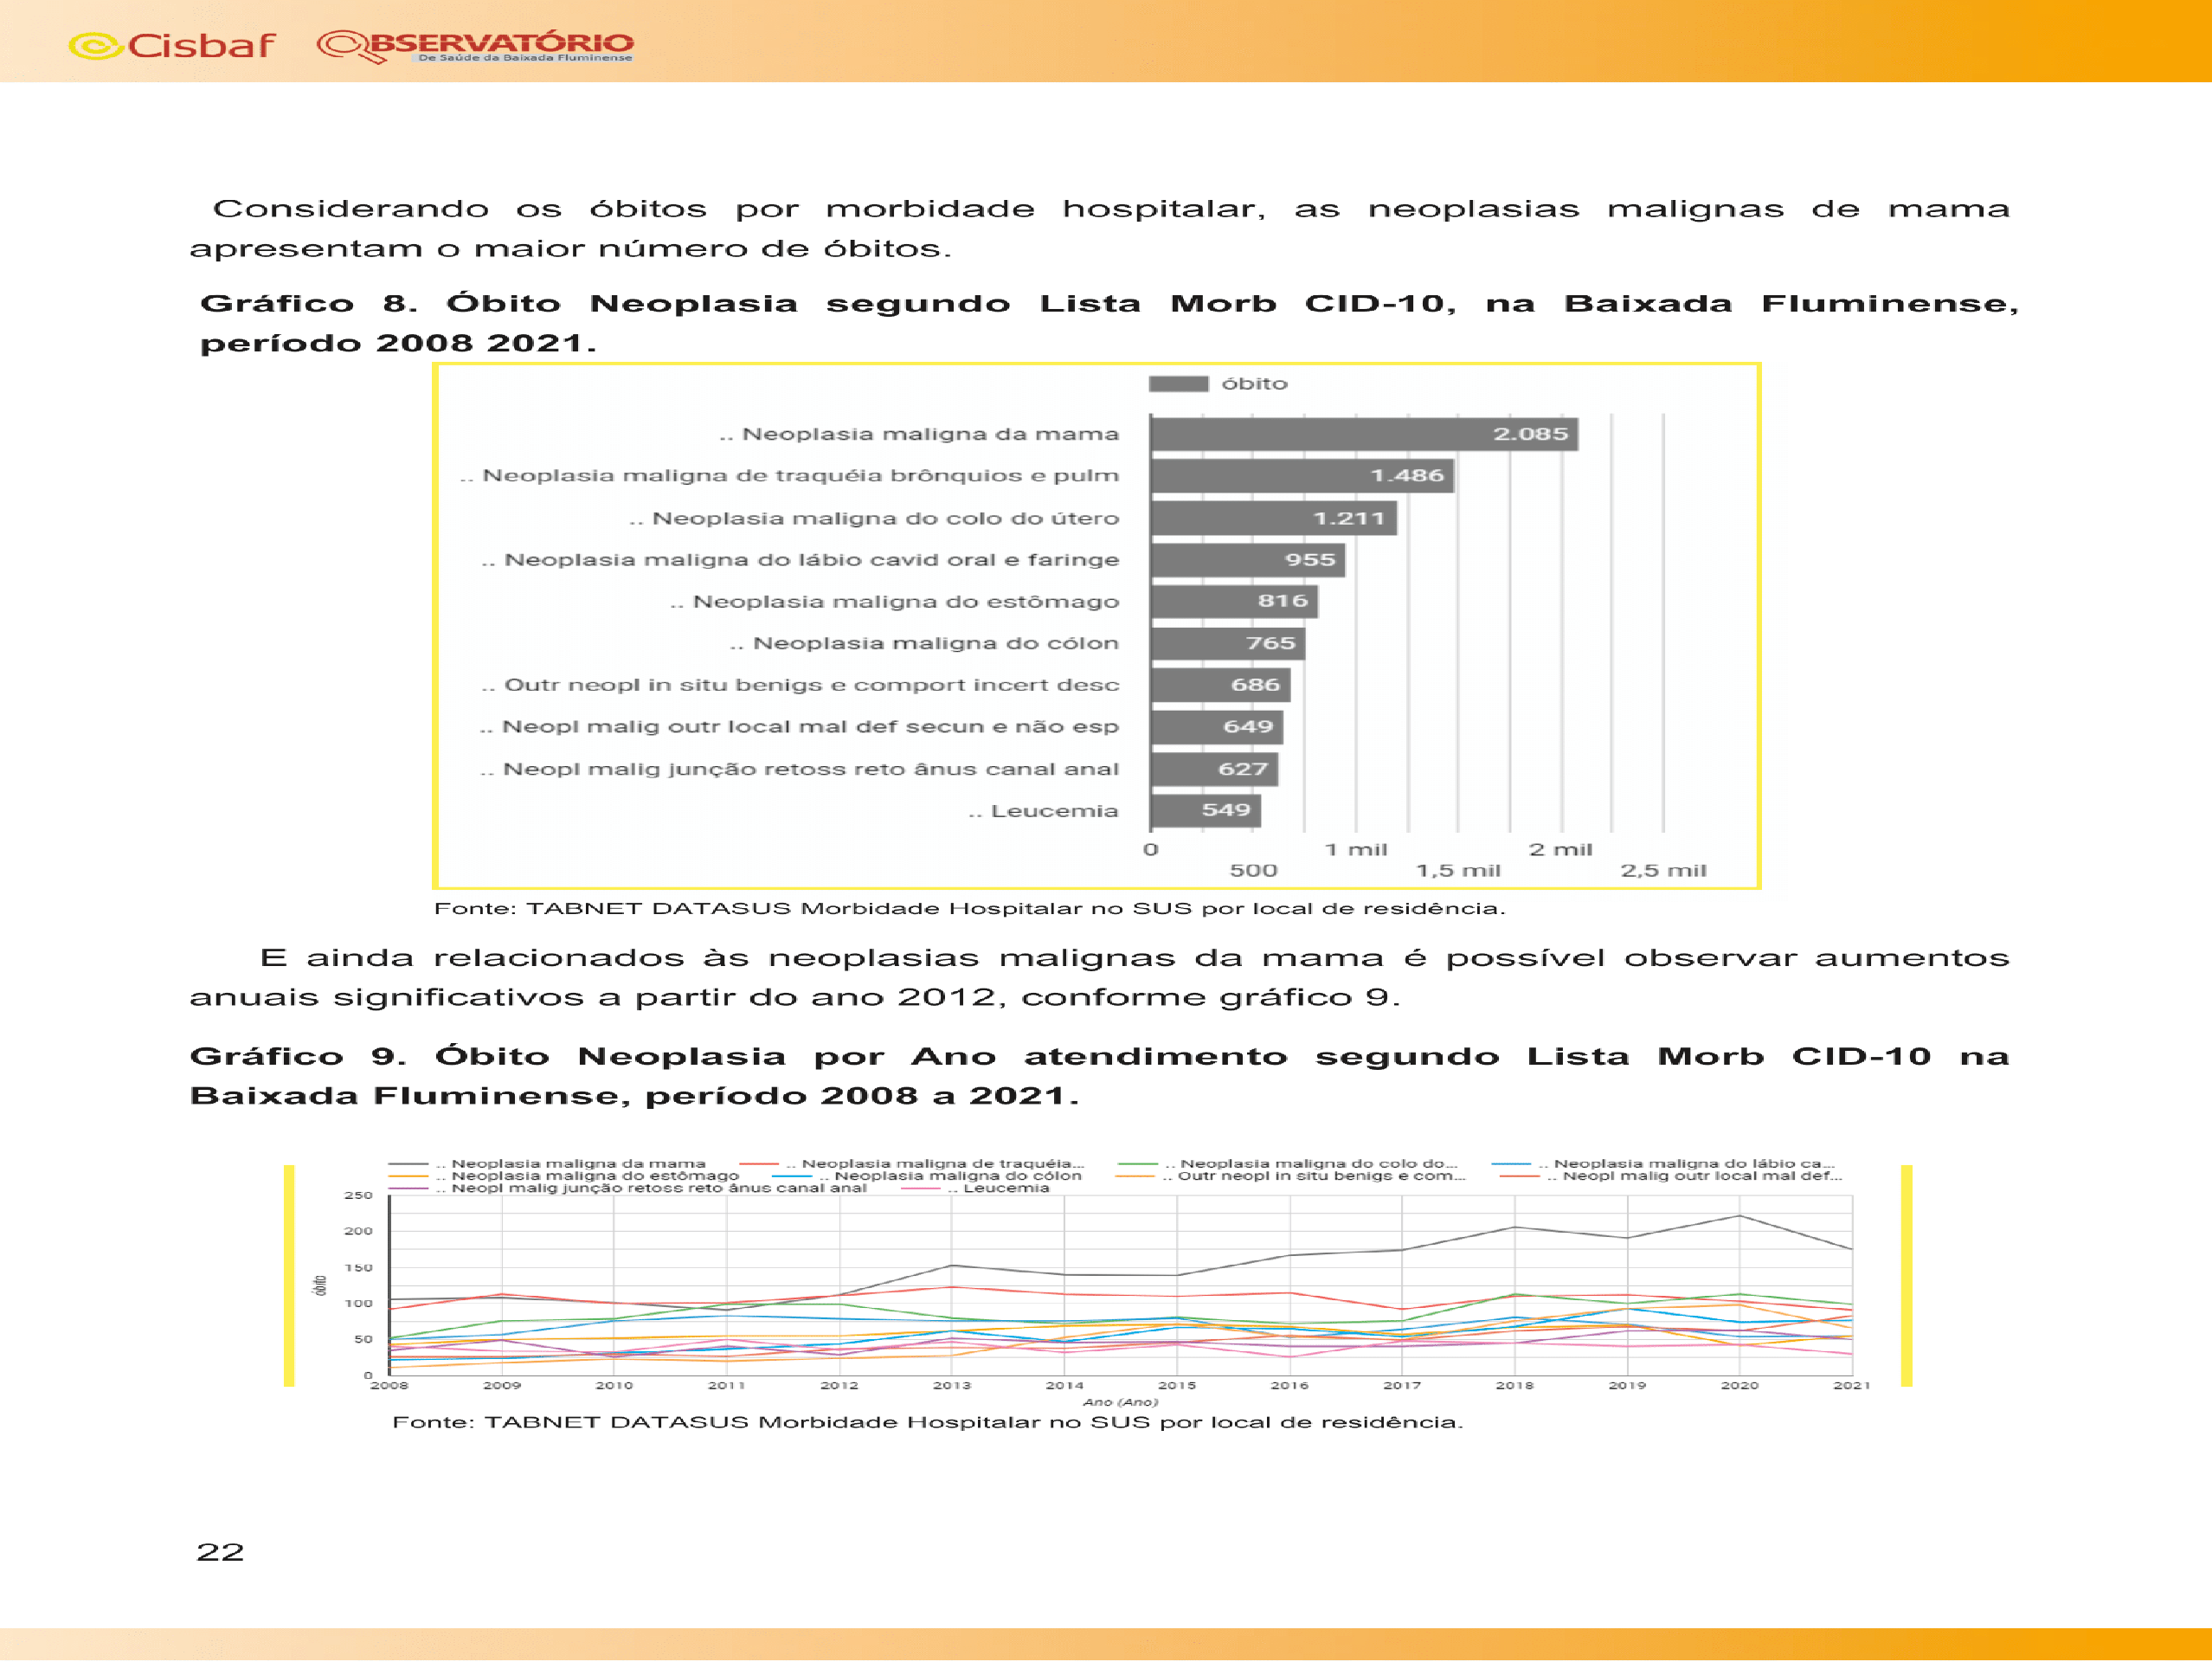 Cisbaf OBSERVATÓRIO
De Saúde da Baixada Fluminense
Considerando os óbitos por morbidade hospitalar, as neoplasias malignas de mama
apresentam o maior número de óbitos.
Gráfico 8. Óbito Neoplasia segundo Lista Morb CID-10, na Baixada Fluminense,
período 2008 2021.
óbito
.. Neoplasia maligna da mama 2.085
.. Neoplasia maligna de traquéia brônquios e pulm 1.486
.. Neoplasia maligna do colo do útero 1.211
.. Neoplasia maligna do lábio cavid oral e faringe 955
.. Neoplasia maligna do estômago 816
.. Neoplasia maligna do cólon 765
.. Outr neopl in situ benigs e comport incert desc 686
.. Neopl malig outr local mal def secun e não esp 649
.. Neopl malig junção retoss reto ânus canal anal 627
.. Leucemia 549
0 1 mil 2 mil
500 1,5 mil 2,5 mil
Fonte: TABNET DATASUS Morbidade Hospitalar no SUS por local de residência.
E ainda relacionados às neoplasias malignas da mama é possível observar aumentos
anuais significativos a partir do ano 2012, conforme gráfico 9.
Gráfico 9. Óbito Neoplasia por Ano atendimento segundo Lista Morb CID-10 na
Baixada Fluminense, período 2008 a 2021.
.. Neoplasia maligna da mama .. Neoplasia maligna de traquéia... .. Neoplasia maligna do colo do... .. Neoplasia maligna do lábio ca...
.. Neoplasia maligna do estômago .. Neoplasia maligna do cólon .. Outr neopl in situ benigs e com... .. Neopl malig outr local mal def...
.. Neopl malig junção retoss reto ânus canal anal .. Leucemia
250
200
150
100
50
0
óbito
2008 2009 2010 2011 2012 2013 2014 2015 2016 2017 2018 2019 2020 2021
Ano (Ano)
Fonte: TABNET DATASUS Morbidade Hospitalar no SUS por local de residência.
22